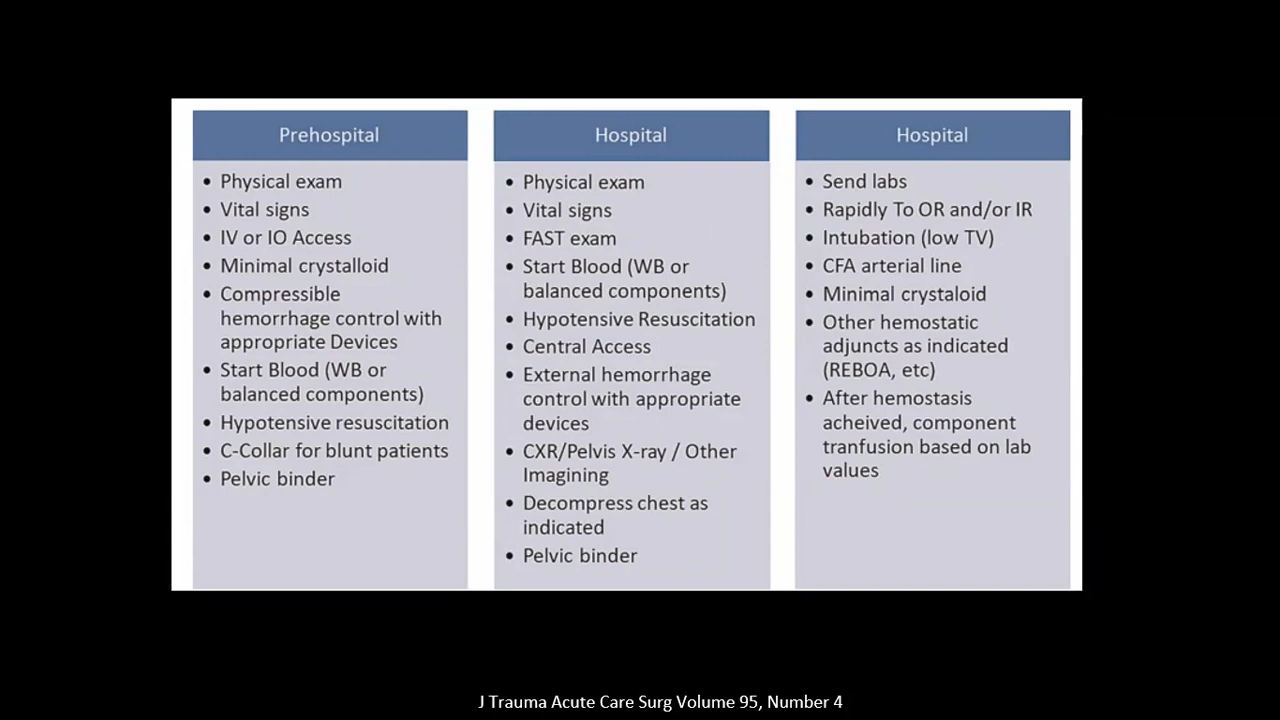 Prehospital
• Physical exam
• Vital signs
• IV or IO Access
• Minimal crystalloid
• Compressible
hemorrhage control with
appropriate Devices
• Start Blood (WB or
balanced components)
• Hypotensive resuscitation
• C-Collar for blunt patients
• Pelvic binder
Hospital
• Physical exam
• Vital signs
• FAST exam
• Start Blood (WB or
balanced components)
• Hypotensive Resuscitation
• Central Access
• External hemorrhage
control with appropriate
devices
• CXR/Pelvis X-ray / Other
Imagining
• Decompress chest as
indicated
• Pelvic binder
Hospital
• Send labs
• Rapidly To OR and/or IR
• Intubation (low TV)
• CFA arterial line
• Minimal crystaloid
• Other hemostatic
adjuncts as indicated
(REBOA, etc)
• After hemostasis
acheived, component
tranfusion based on lab
values
J Trauma Acute Care Surg Volume 95, Number 4